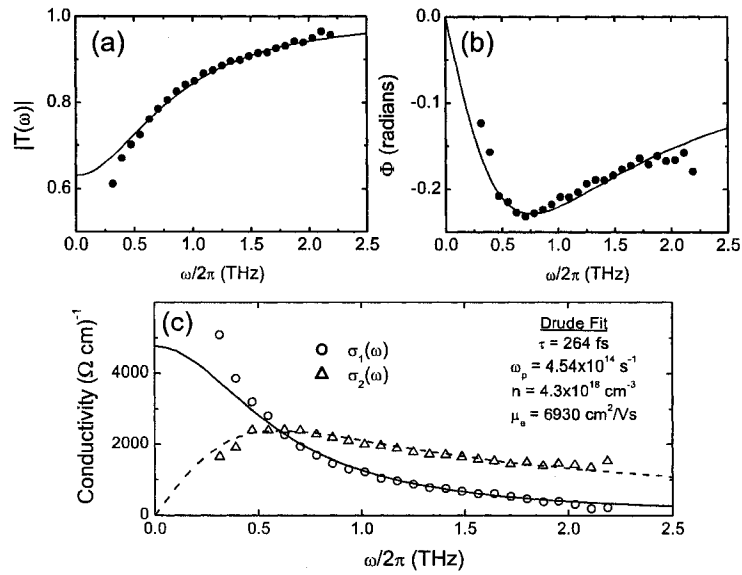 (a)
1.0
0.8
0.6
|T(ω)|
0.0 0.5 1.0 1.5 2.0 2.5
ω/2π (THz)
(b)
0.0
-0.1
-0.2
Φ (radians)
0.0 0.5 1.0 1.5 2.0 2.5
ω/2π (THz)
(c)
4000
2000
0
Conductivity (Ω cm)⁻¹
σ₁(ω)
σ₂(ω)
Drude Fit
τ = 264 fs
ωₚ = 4.54x10¹⁴ s⁻¹
n = 4.3x10¹⁸ cm⁻³
μₑ = 6930 cm²/Vs
0.0 0.5 1.0 1.5 2.0 2.5
ω/2π (THz)